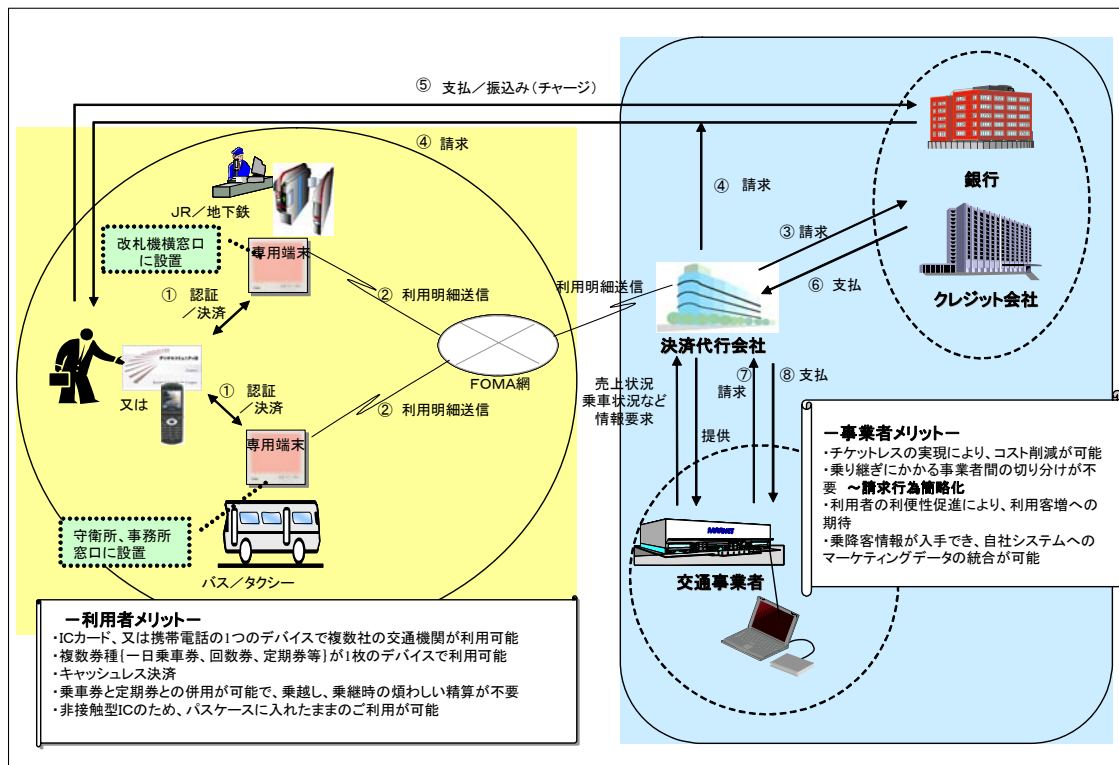 ⑤ 支払／振込み（チャージ）
④ 請求
JR／地下鉄
改札機横窓口
に設置
専用端末
① 認証
／決済
② 利用明細送信
又は
① 認証
／決済
② 利用明細送信
専用端末
守衛所、事務所
窓口に設置
バス／タクシー
FOMA網
利用明細送信
④ 請求
③ 請求
⑥ 支払
銀行
クレジット会社
決済代行会社
売上状況
乗車状況など
情報要求
提供
⑦
請求
⑧ 支払
MARKET
交通事業者
－事業者メリット－
・チケットレスの実現により、コスト削減が可能
・乗り継ぎにかかる事業者間の切り分けが不
要 ～請求行為簡略化
・利用者の利便性促進により、利用客増への
期待
・乗降客情報が入手でき、自社システムへの
マーケティングデータの統合が可能
－利用者メリット－
・ICカード、又は携帯電話の1つのデバイスで複数社の交通機関が利用可能
・複数券種{一日乗車券、回数券、定期券等}が1枚のデバイスで利用可能
・キャッシュレス決済
・乗車券と定期券との併用が可能で、乗越し、乗継時の煩わしい精算が不要
・非接触型ICのため、パスケースに入れたままのご利用が可能